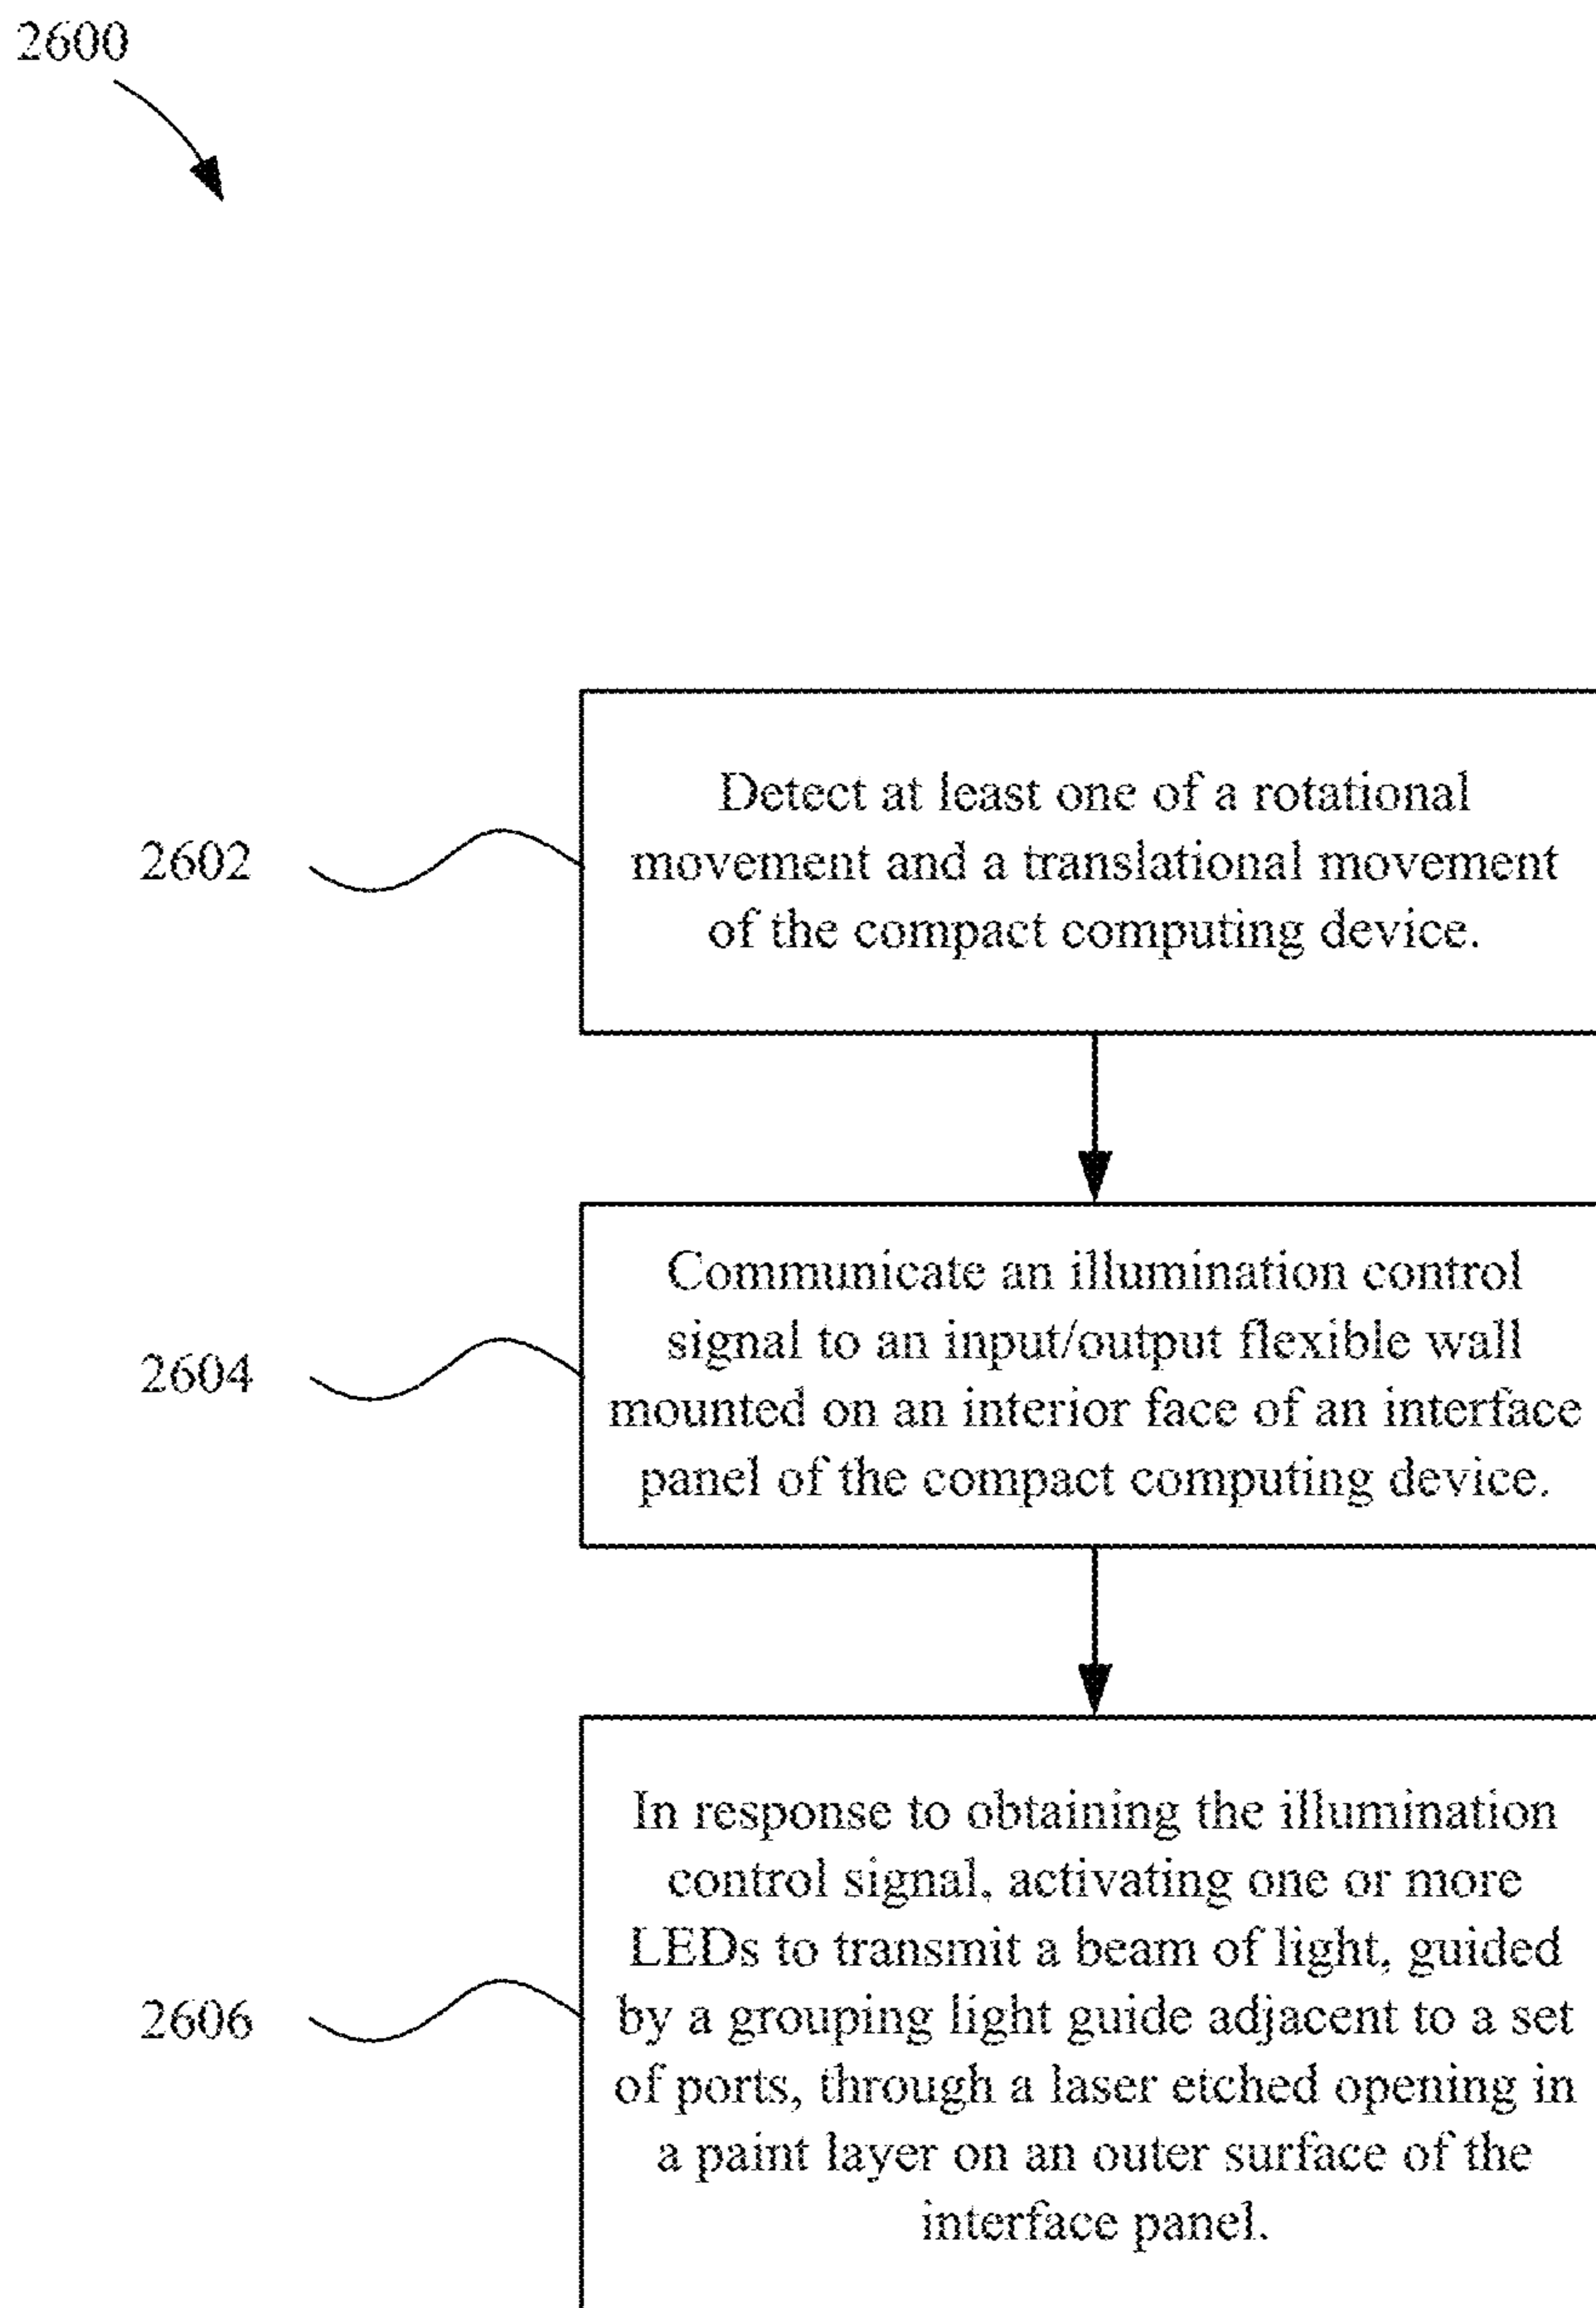 2600
2602
Detect at least one of a rotational
movement and a translational movement
of the compact computing device.
2604
Communicate an illumination control
signal to an input/output flexible wall
mounted on an interior face of an interface
panel of the compact computing device.
2606
In response to obtaining the illumination
control signal, activating one or more
LEDs to transmit a beam of light, guided
by a grouping light guide adjacent to a set
of ports, through a laser etched opening in
a paint layer on an outer surface of the
interface panel.